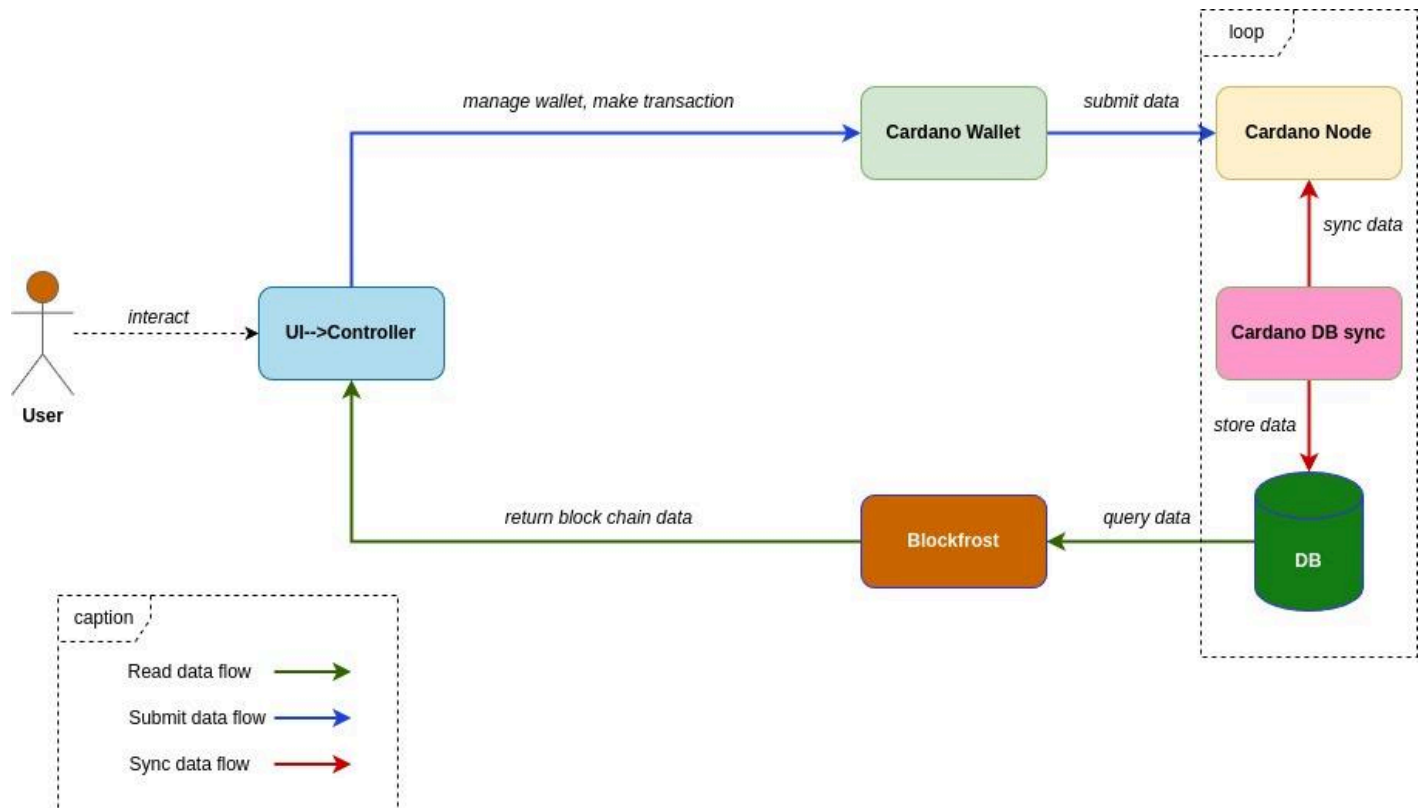 loop
manage wallet, make transaction
Cardano Wallet
submit data
Cardano Node
sync data
interact
UI-->Controller
Cardano DB sync
User
store data
return block chain data
Blockfrost
query data
DB
caption
Read data flow
Submit data flow
Sync data flow